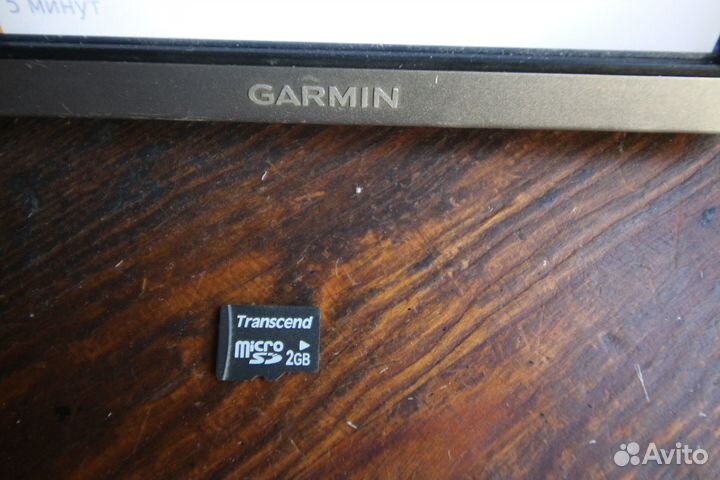 5 минут
GARMIN
Transcend
micro
SD 2GB
Avito